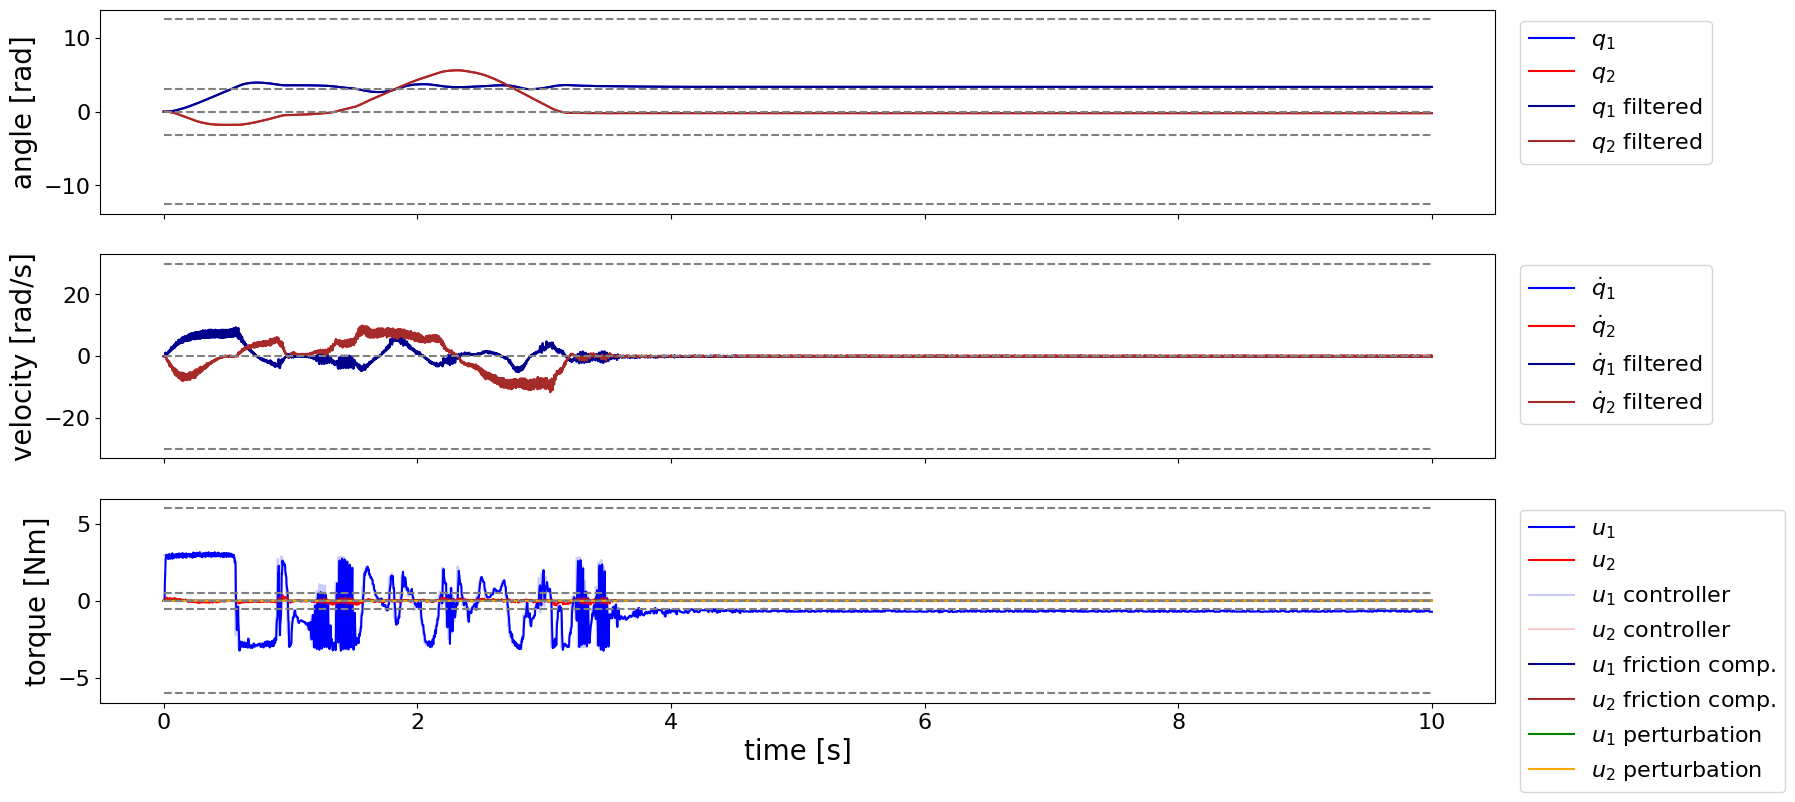 angle [rad]
10
0
−10
q₁
q₂
q₁ filtered
q₂ filtered
velocity [rad/s]
20
0
−20
q̇₁
q̇₂
q̇₁ filtered
q̇₂ filtered
torque [Nm]
5
0
−5
0 2 4 6 8 10
time [s]
u₁
u₂
u₁ controller
u₂ controller
u₁ friction comp.
u₂ friction comp.
u₁ perturbation
u₂ perturbation